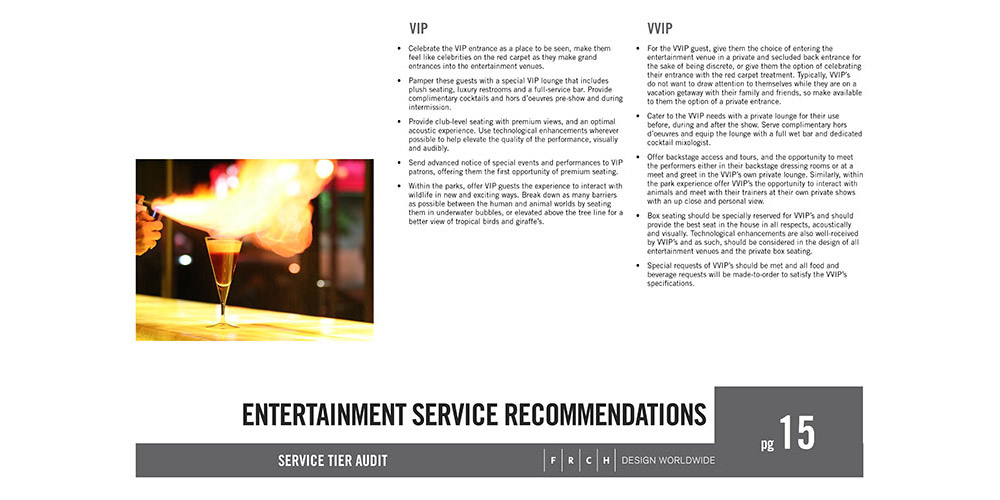 VIP
• Celebrate the VIP entrance as a place to be seen, make them
feel like celebrities on the red carpet as they make grand
entrances into the entertainment venues.
• Pamper these guests with a special VIP lounge that includes
plush seating, luxury restrooms and a full-service bar. Provide
complimentary cocktails and hors d'oeuvres pre-show and during
intermission.
• Provide club-level seating with premium views, and an optimal
acoustic experience. Use technological enhancements wherever
possible to help elevate the quality of the performance, visually
and audibly.
• Send advanced notice of special events and performances to VIP
patrons, offering them the first opportunity of premium seating.
• Within the parks, offer VIP guests the experience to interact with
wildlife in new and exciting ways. Break down as many barriers
as possible between the human and animal worlds by seating
them in underwater bubbles, or elevated above the tree line for a
better view of tropical birds and giraffe's.
VVIP
• For the VVIP guest, give them the choice of entering the
entertainment venue in a private and secluded back entrance for
the sake of being discrete, or give them the option of celebrating
their entrance with the red carpet treatment. Typically, VVIP's
do not want to draw attention to themselves while they are on a
vacation getaway with their family and friends, so make available
to them the option of a private entrance.
• Cater to the VVIP needs with a private lounge for their use
before, during and after the show. Serve complimentary hors
d'oeuvres and equip the lounge with a full wet bar and dedicated
cocktail mixologist.
• Offer backstage access and tours, and the opportunity to meet
the performers either in their backstage dressing rooms or at a
meet and greet in the VVIP's own private lounge. Similarly, within
the park experience offer VVIP's the opportunity to interact with
animals and meet with their trainers at their own private shows
with an up close and personal view.
• Box seating should be specially reserved for VVIP's and should
provide the best seat in the house in all respects, acoustically
and visually. Technological enhancements are also well-received
by VVIP's and as such, should be considered in the design of all
entertainment venues and the private box seating.
• Special requests of VVIP's should be met and all food and
beverage requests will be made-to-order to satisfy the VVIP's
specifications.
ENTERTAINMENT SERVICE RECOMMENDATIONS
pg 15
SERVICE TIER AUDIT
F R C H DESIGN WORLDWIDE